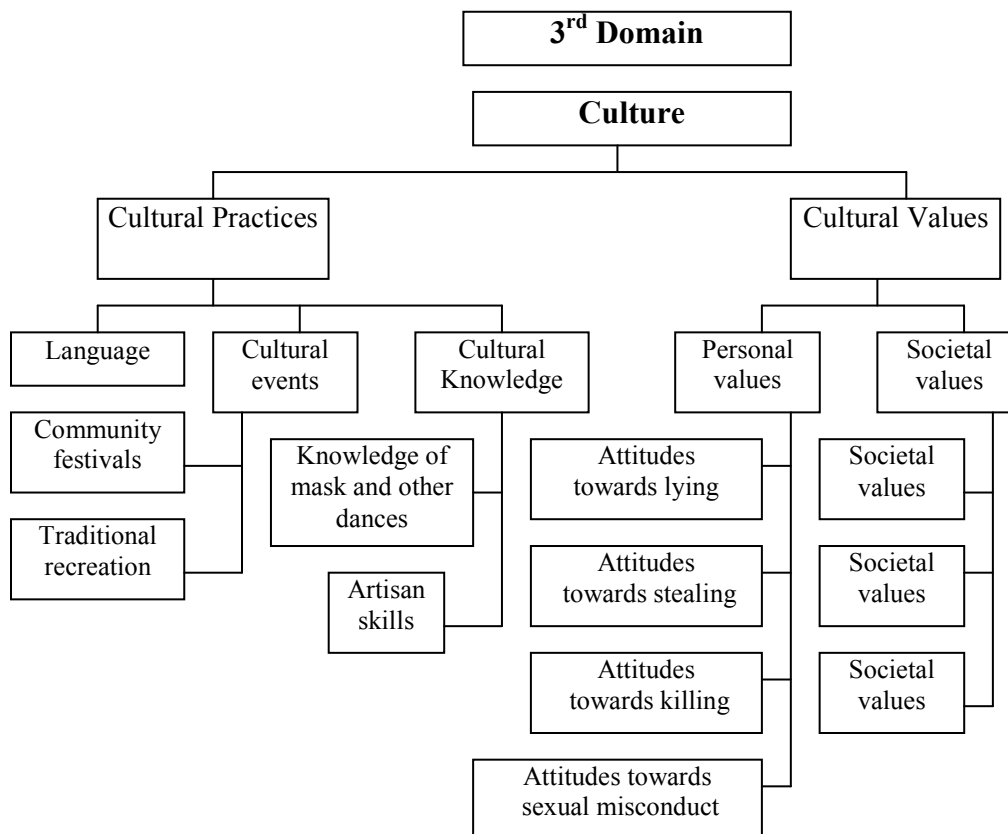 3rd Domain
Culture
Cultural Practices
Cultural Values
Language
Cultural
events
Cultural
Knowledge
Personal
values
Societal
values
Community
festivals
Traditional
recreation
Knowledge of
mask and other
dances
Artisan
skills
Attitudes
towards lying
Attitudes
towards stealing
Attitudes
towards killing
Attitudes towards
sexual misconduct
Societal
values
Societal
values
Societal
values